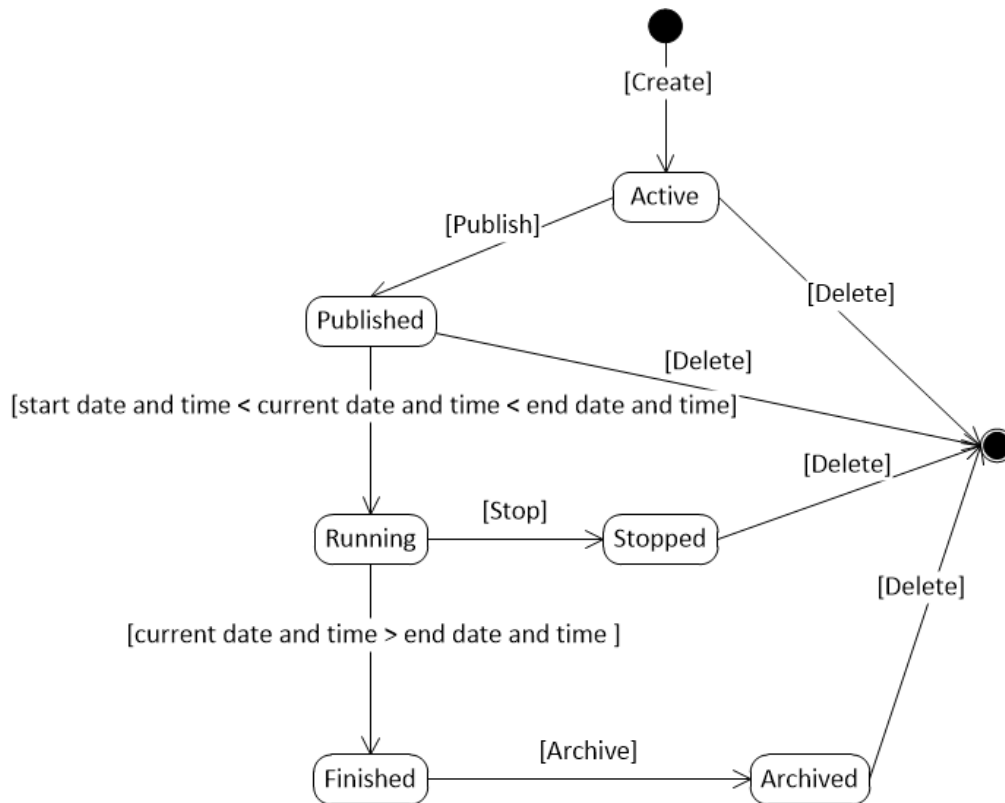 [Create]
Active
[Publish]
[Delete]
Published
[Delete]
[start date and time < current date and time < end date and time]
[Delete]
[Stop]
Running
Stopped
[Delete]
[current date and time > end date and time ]
[Archive]
Finished
Archived